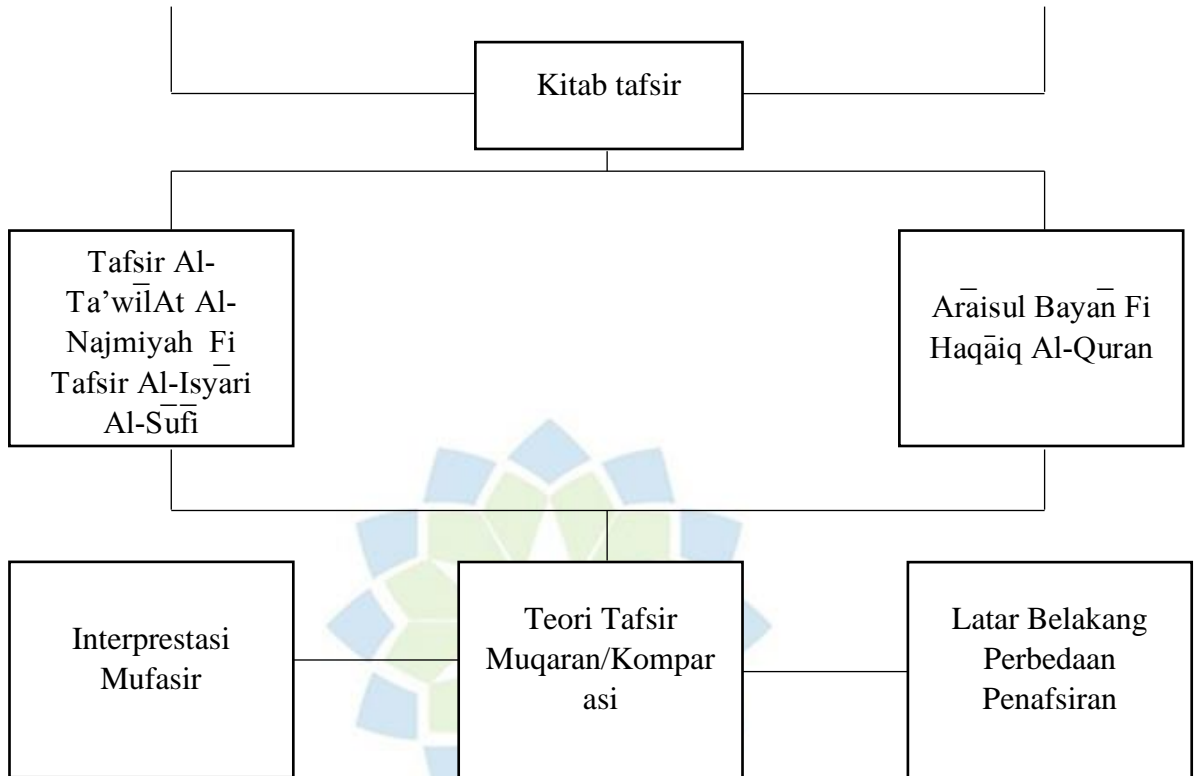 Kitab tafsir
Tafsir Al-
Ta’wīlAt Al-
Najmiyah Fi
Tafsir Al-Isyāri
Al-Sūfī
Arāisul Bayān Fi
Haqāiq Al-Quran
Interprestasi
Mufasir
Teori Tafsir
Muqaran/Kompar
asi
Latar Belakang
Perbedaan
Penafsiran